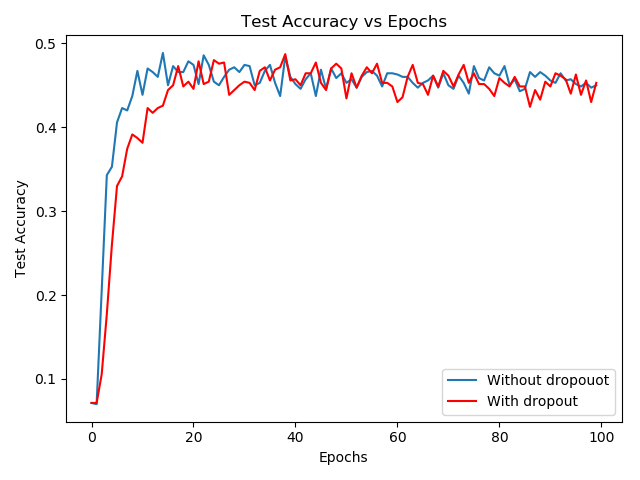 Test Accuracy vs Epochs
Test Accuracy
0.5
0.4
0.3
0.2
0.1
0
20
40
60
80
100
Epochs
Without dropouot
With dropout